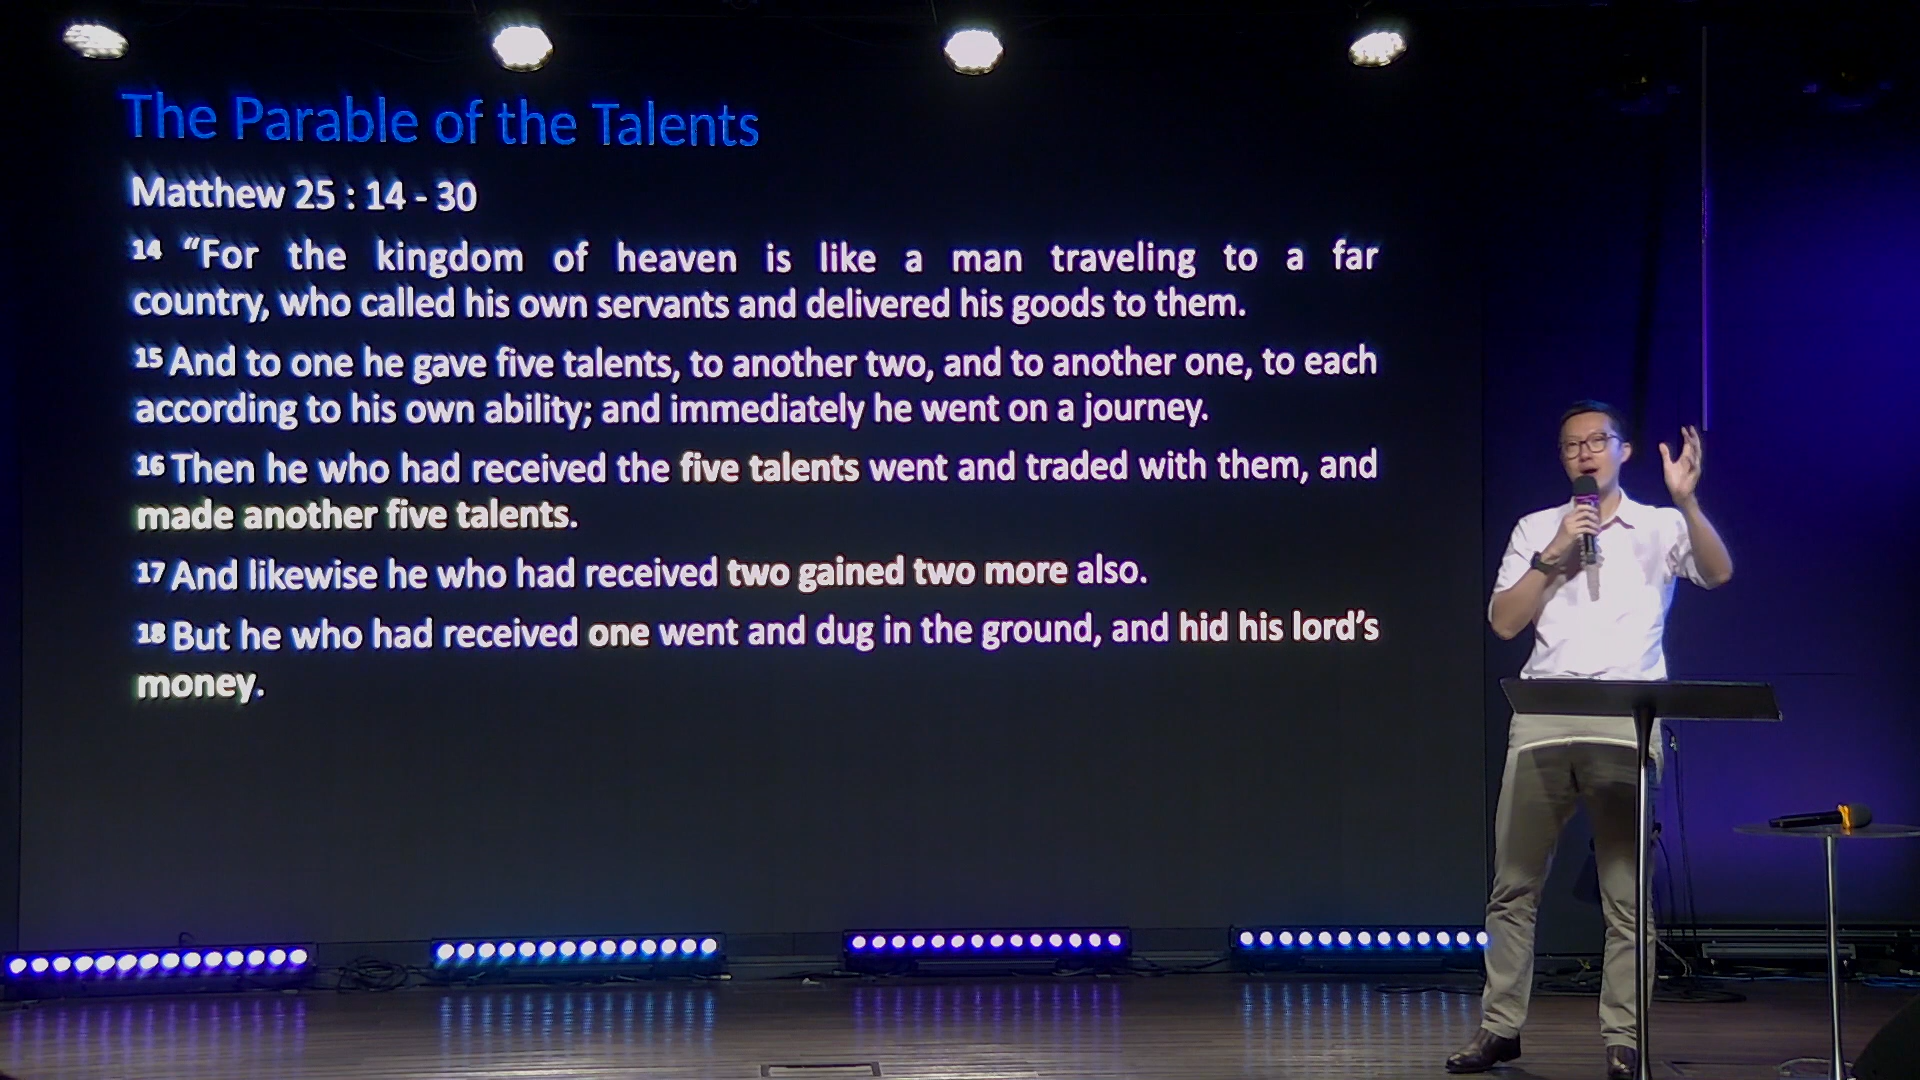 The Parable of the Talents
Matthew 25 : 14 - 30
14 “For the kingdom of heaven is like a man traveling to a far
country, who called his own servants and delivered his goods to them.
15 And to one he gave five talents, to another two, and to another one, to each
according to his own ability; and immediately he went on a journey.
16 Then he who had received the five talents went and traded with them, and
made another five talents.
17 And likewise he who had received two gained two more also.
18 But he who had received one went and dug in the ground, and hid his lord’s
money.